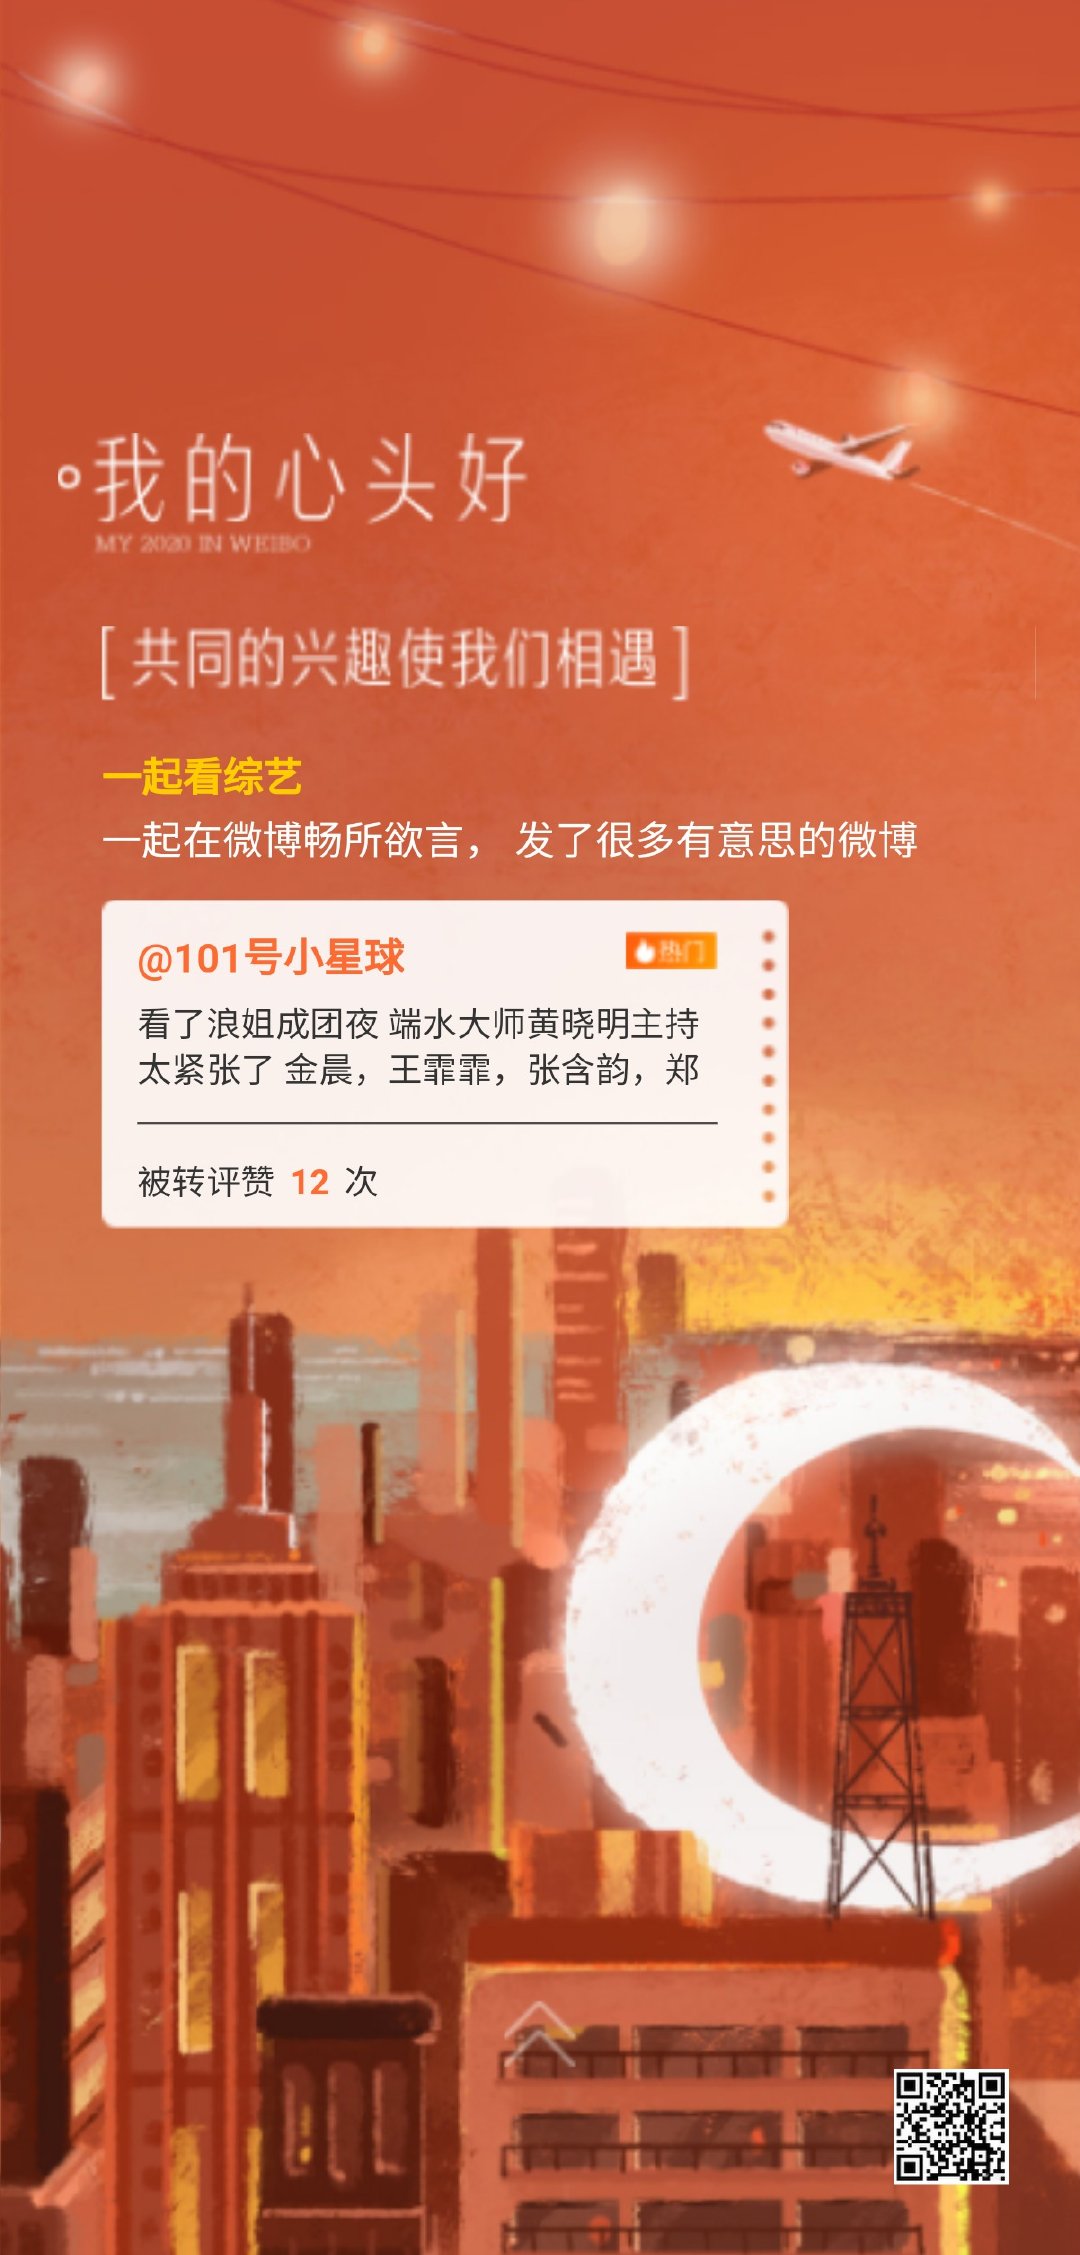 我的心头好
MY 2020 IN WEIBO
[ 共同的兴趣使我们相遇 ]
一起看综艺
一起在微博畅所欲言， 发了很多有意思的微博
@101号小星球
热门
看了浪姐成团夜 端水大师黄晓明主持
太紧张了 金晨，王霏霏，张含韵，郑
被转评赞 12 次